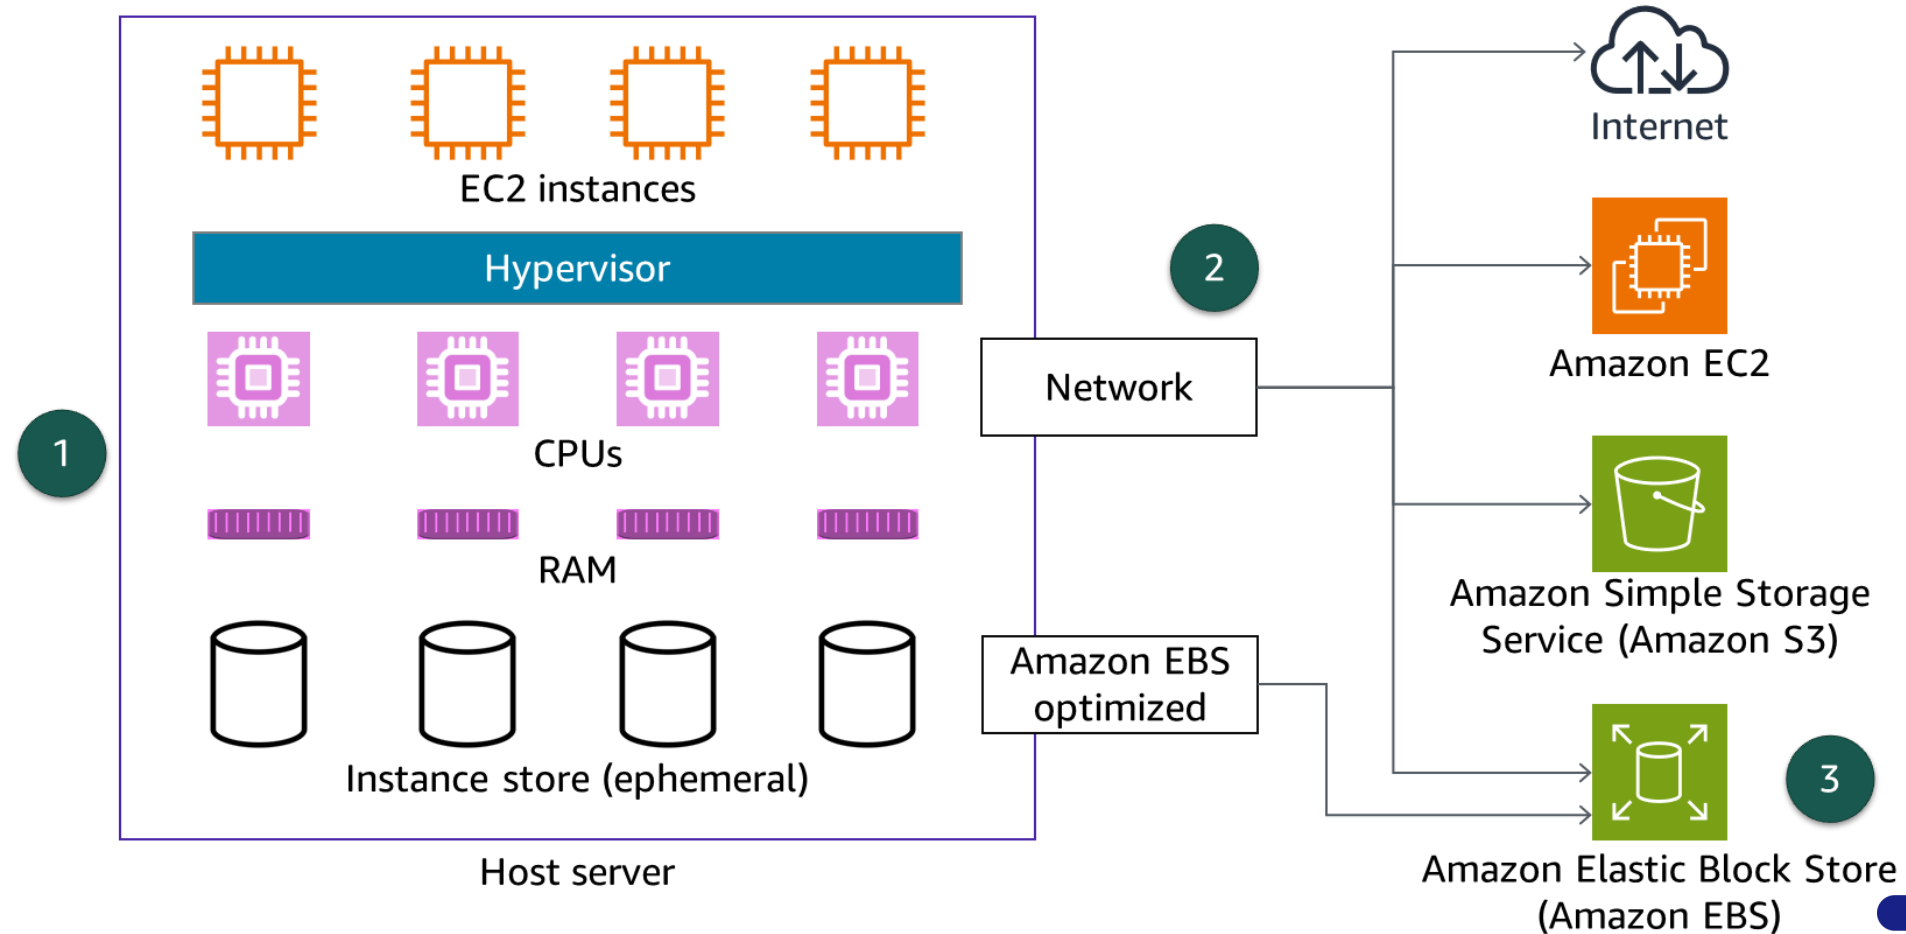 EC2 instances
Hypervisor
CPUs
RAM
Instance store (ephemeral)
Host server
1
2
Network
Amazon EBS
optimized
Internet
Amazon EC2
Amazon Simple Storage
Service (Amazon S3)
3
Amazon Elastic Block Store
(Amazon EBS)